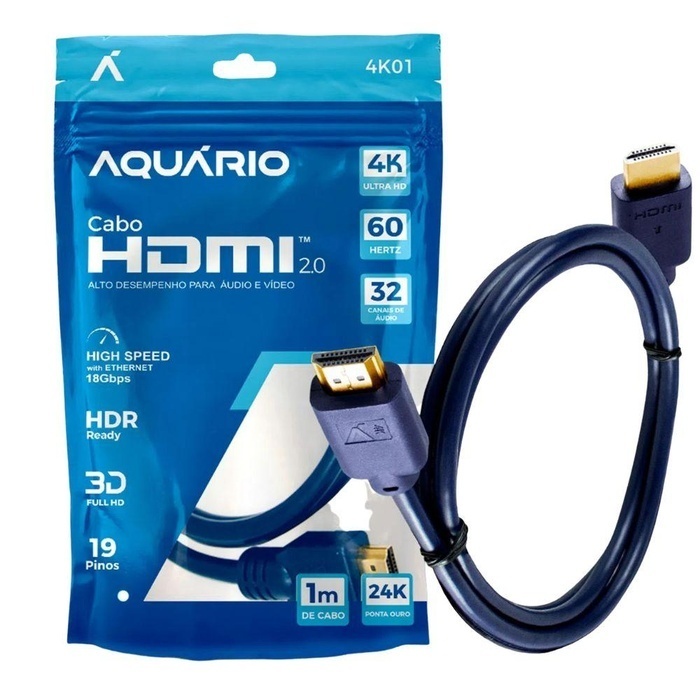 4K01
AQUÁRIO
Cabo
HDMI™ 2.0
ALTO DESEMPENHO PARA ÁUDIO E VÍDEO
4K
ULTRA HD
60
HERTZ
32
CANAIS DE
ÁUDIO
HIGH SPEED
with ETHERNET
18Gbps
HDR
Ready
3D
FULL HD
19
Pinos
1m
DE CABO
24K
PONTA OURO
HDMI